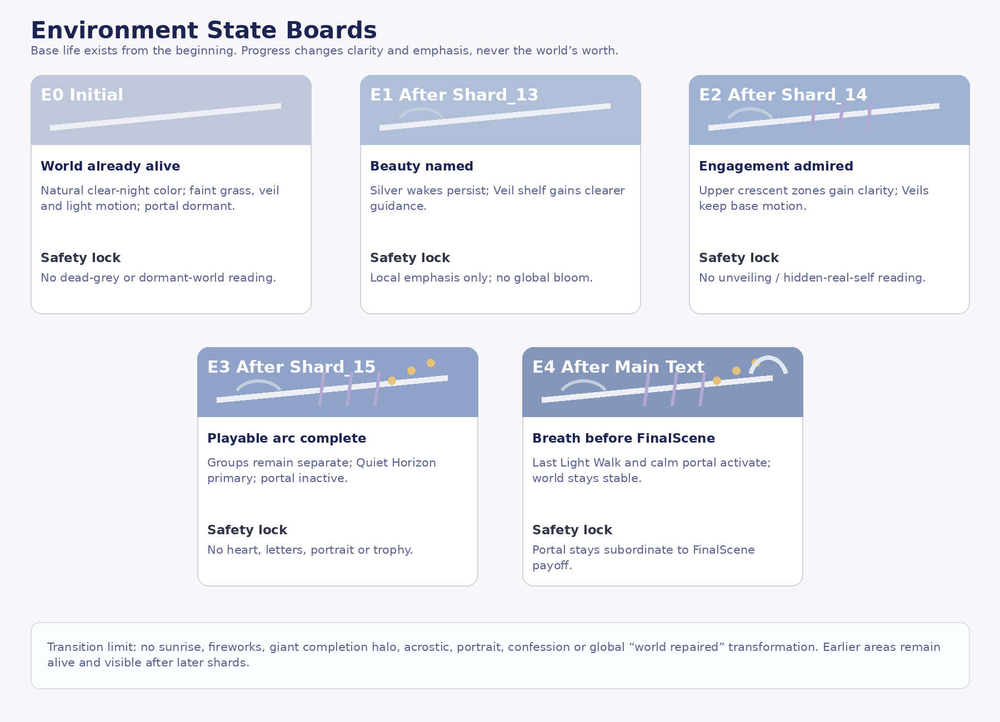 Environment State Boards
Base life exists from the beginning. Progress changes clarity and emphasis, never the world’s worth.
E0 Initial
World already alive
Natural clear-night color; faint grass, veil
and light motion; portal dormant.
Safety lock
No dead-grey or dormant-world reading.
E1 After Shard_13
Beauty named
Silver wakes persist; Veil shelf gains clearer
guidance.
Safety lock
Local emphasis only; no global bloom.
E2 After Shard_14
Engagement admired
Upper crescent zones gain clarity; Veils
keep base motion.
Safety lock
No unveiling / hidden-real-self reading.
E3 After Shard_15
Playable arc complete
Groups remain separate; Quiet Horizon
primary; portal inactive.
Safety lock
No heart, letters, portrait or trophy.
E4 After Main Text
Breath before FinalScene
Last Light Walk and calm portal activate;
world stays stable.
Safety lock
Portal stays subordinate to FinalScene
payoff.
Transition limit: no sunrise, fireworks, giant completion halo, acrostic, portrait, confession or global “world repaired” transformation. Earlier areas remain
alive and visible after later shards.